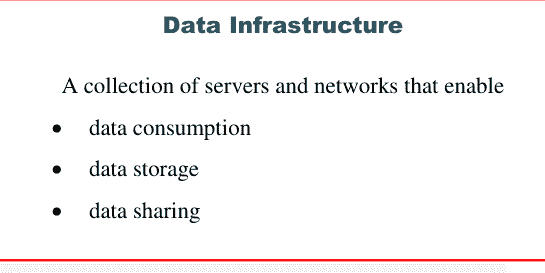 Data Infrastructure
A collection of servers and networks that enable
• data consumption
• data storage
• data sharing